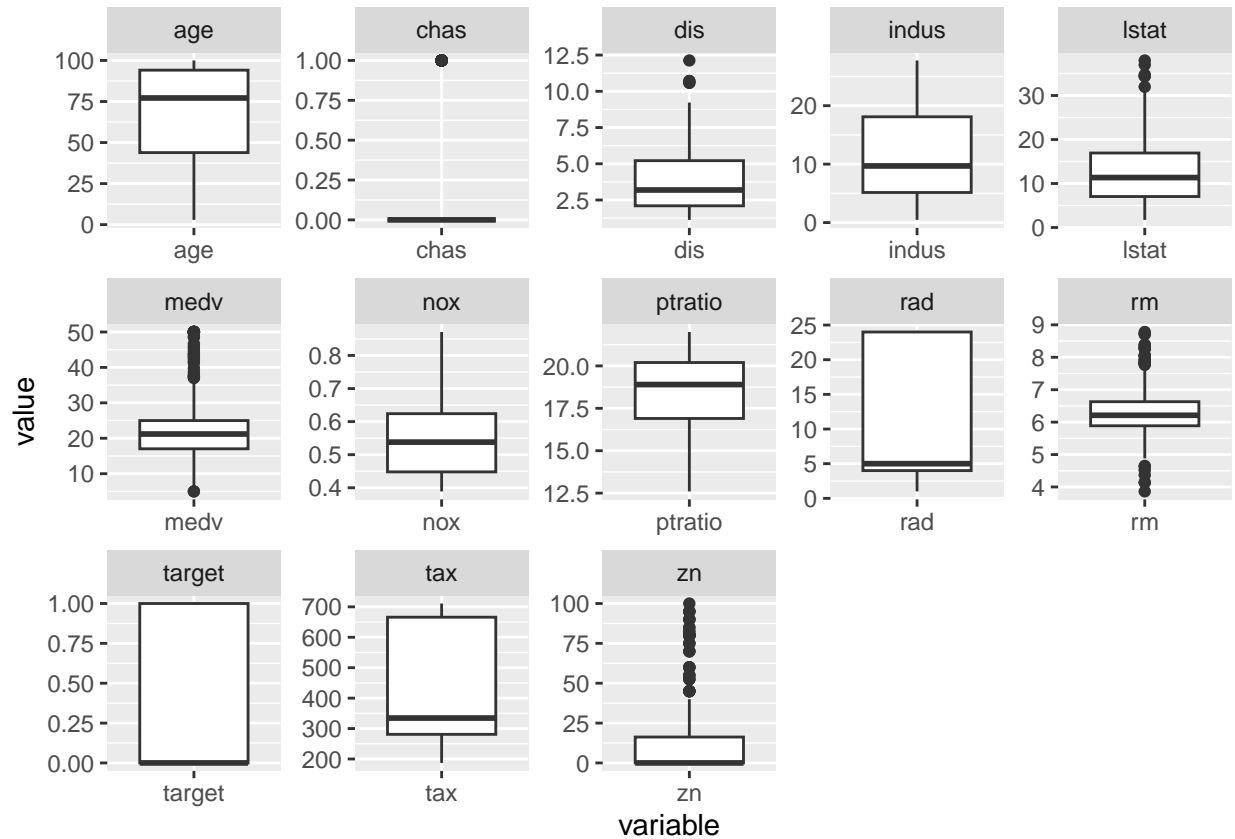 age chas dis indus lstat
100 75 50 25 0
1.00 0.75 0.50 0.25 0.00
12.5 10.0 7.5 5.0 2.5
20 10 0
30 20 10 0
age chas dis indus lstat
medv nox ptratio rad rm
50 40 30 20 10
0.8 0.7 0.6 0.5 0.4
20.0 17.5 15.0 12.5
25 20 15 10 5 0
9 8 7 6 5 4
medv nox ptratio rad rm
target tax zn
1.00 0.75 0.50 0.25 0.00
700 600 500 400 300 200
100 75 50 25 0
target tax zn
value
variable